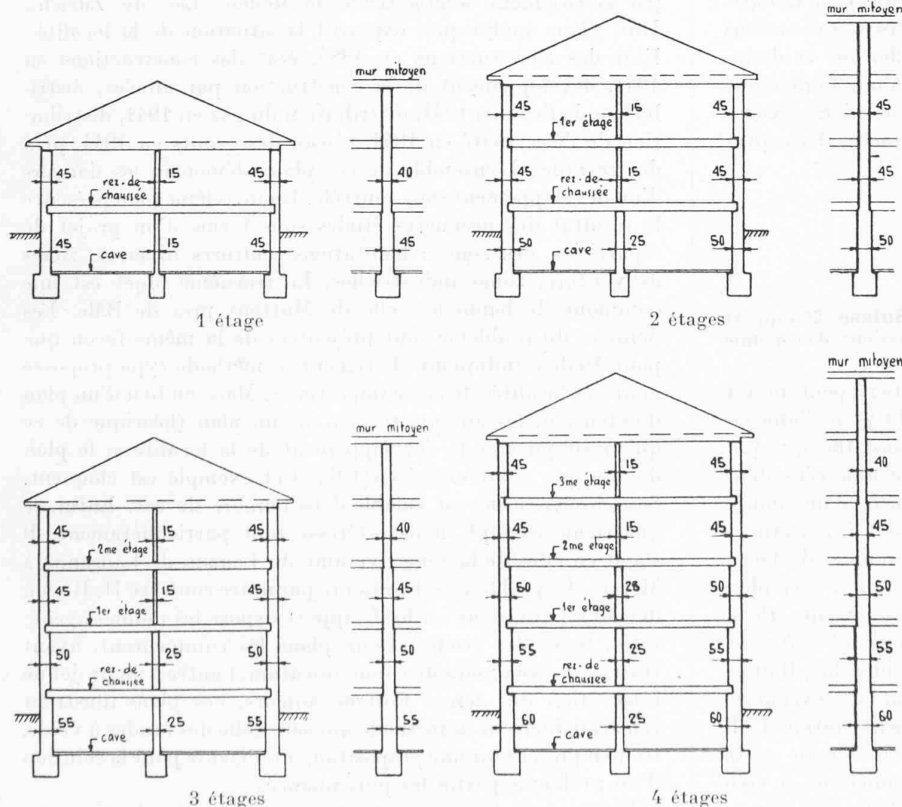 mur mitoyen
45 15 45 40
rez-de chaussée
45 15 45 45
cave
1 étage
mur mitoyen
45 15 45 45
1er étage
45 15 45 45
rez-de chaussée
50 25 50 50
cave
2 étages
Suisse
mur mitoyen
45 15 45 40
2me étage
45 15 45 45
1er étage
50 25 50 50
rez-de chaussée
55 25 55 55
cave
3 étages
mur mitoyen
45 15 45 40
3me étage
45 15 45 45
2me étage
50 25 50 50
1er étage
55 25 55 55
rez-de chaussée
60 25 60 60
cave
4 étages